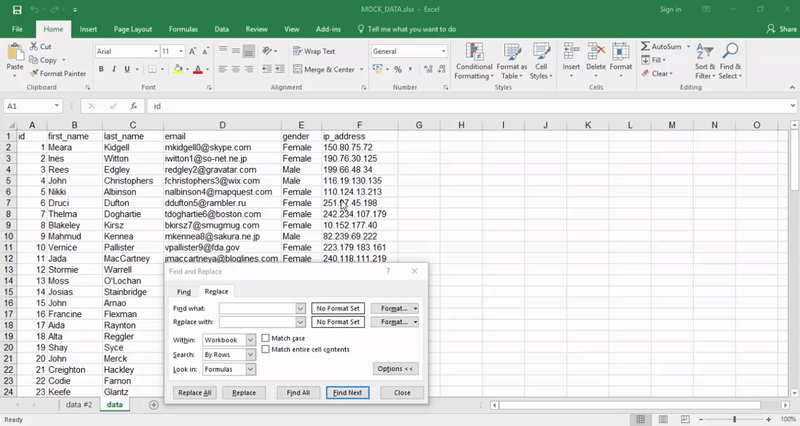 MOCK_DATA.xlsx - Excel
Sign in
File Home Insert Page Layout Formulas Data Review View Add-ins Tell me what you want to do Share
Paste
Cut
Copy
Format Painter
Arial 11
B I U
Wrap Text
Merge & Center
General
$ % ,
Conditional Formatting
Format as Table
Cell Styles
Insert Delete Format
AutoSum
Fill
Clear
Sort & Filter
Find & Select
Clipboard Font Alignment Number Styles Cells Editing
A1 fx id
A B C D E F G H I J K L M N O
1 id first_name last_name email gender ip_address
2 1 Meara Kidgell mkidgell0@skype.com Female 150.80.75.72
3 2 Ines Witton iwitton1@so-net.ne.jp Female 190.76.30.125
4 3 Rees Edgley redgley2@gravatar.com Male 199.66.48.34
5 4 John Christophers fchristophers3@wix.com Male 116.19.130.135
6 5 Nikki Albinson nalbinson4@mapquest.com Female 110.124.13.213
7 6 Druci Dufton ddufton5@rambler.ru Female
8 7 Thelma Doghartie tdoghartie6@boston.com Female 242.234.107.179
9 8 Blakeley Kirsz bkirsz7@smugmug.com Female 10.152.177.40
10 9 Mahmud Kennea mkennea8@sakura.ne.jp Male 82.239.69.222
11 10 Vernice Pallister vpallister9@fda.gov Female 223.179.183.161
12 11 Jada MacCartney jmaccartneya@bloglines.com Female 240.118.111.219
13 12 Stormie Warrell
14 13 Moss O'Lochan
15 14 Josias Stainbridge
16 15 John Arnao
17 16 Francine Flexman
18 17 Aida Raynton
19 18 Alta Reggler
20 19 Shay Syce
21 20 John Merck
22 21 Creighton Hackley
23 22 Codie Farnon
24 23 Keefe Glantz
Find and Replace ?
Find Replace
Find what: No Format Set Format...
Replace with: No Format Set Format...
Within: Workbook Match case
Search: By Rows Match entire cell contents
Look in: Formulas Options <<
Replace All Replace Find All Find Next Close
data #2 data
Ready 100%